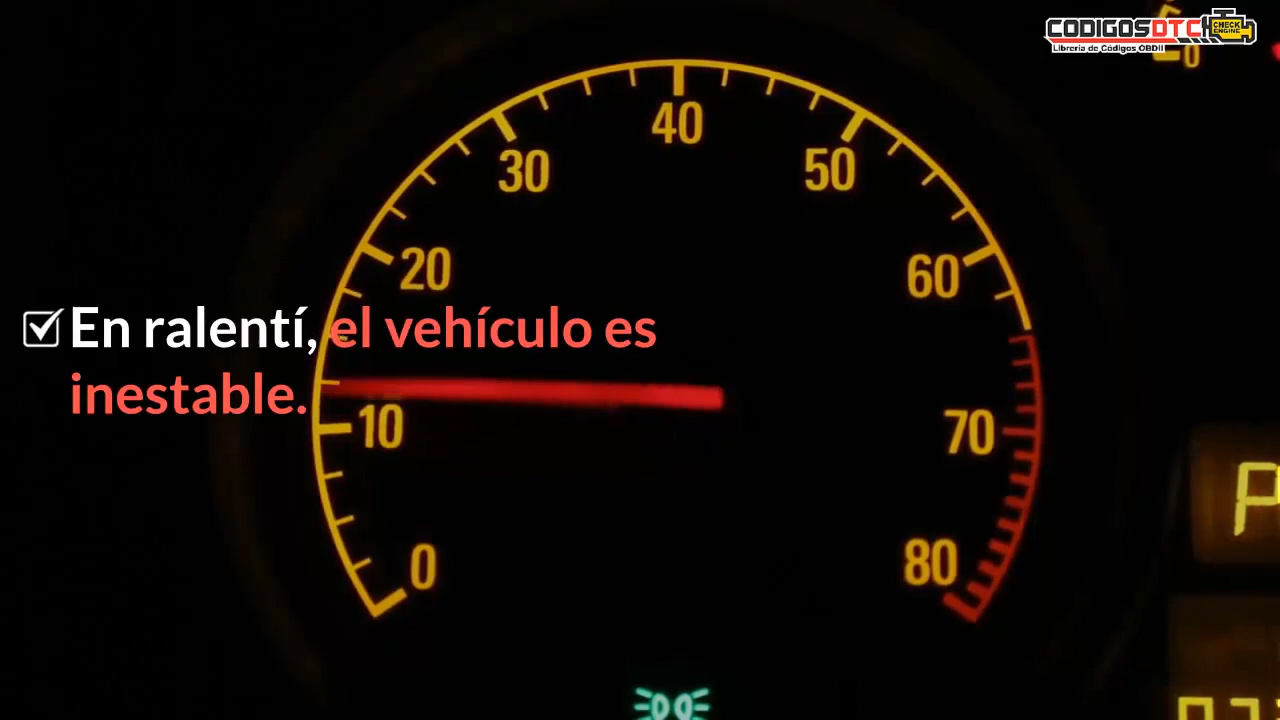 CODIGOSDTC
CHECK
ENGINE
Librería de Códigos OBDII
40
30
50
20
60
En ralentí, el vehículo es
inestable.
10
70
0
80
P